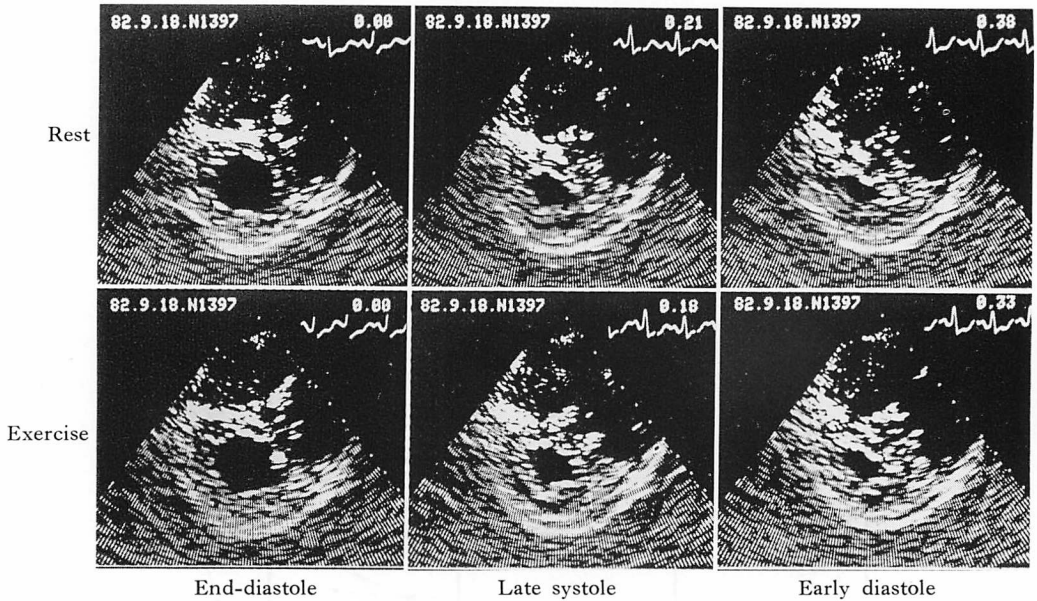 82.9.18.N1397 0.00
82.9.18.N1397 0.21
82.9.18.N1397 0.38
Rest
82.9.18.N1397 0.00
82.9.18.N1397 0.18
82.9.18.N1397 0.33
Exercise
End-diastole Late systole Early diastole